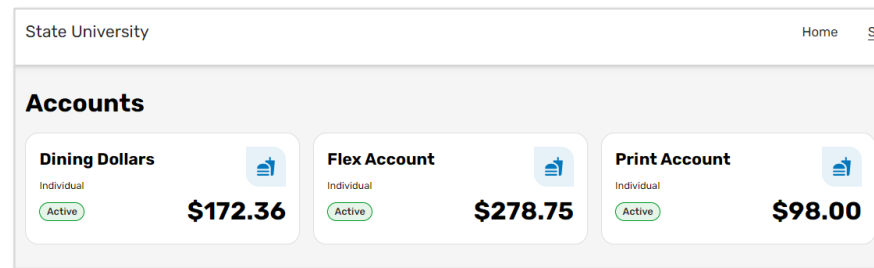 State University
Home S
Accounts
Dining Dollars
Individual
Active
$172.36
Flex Account
Individual
Active
$278.75
Print Account
Individual
Active
$98.00